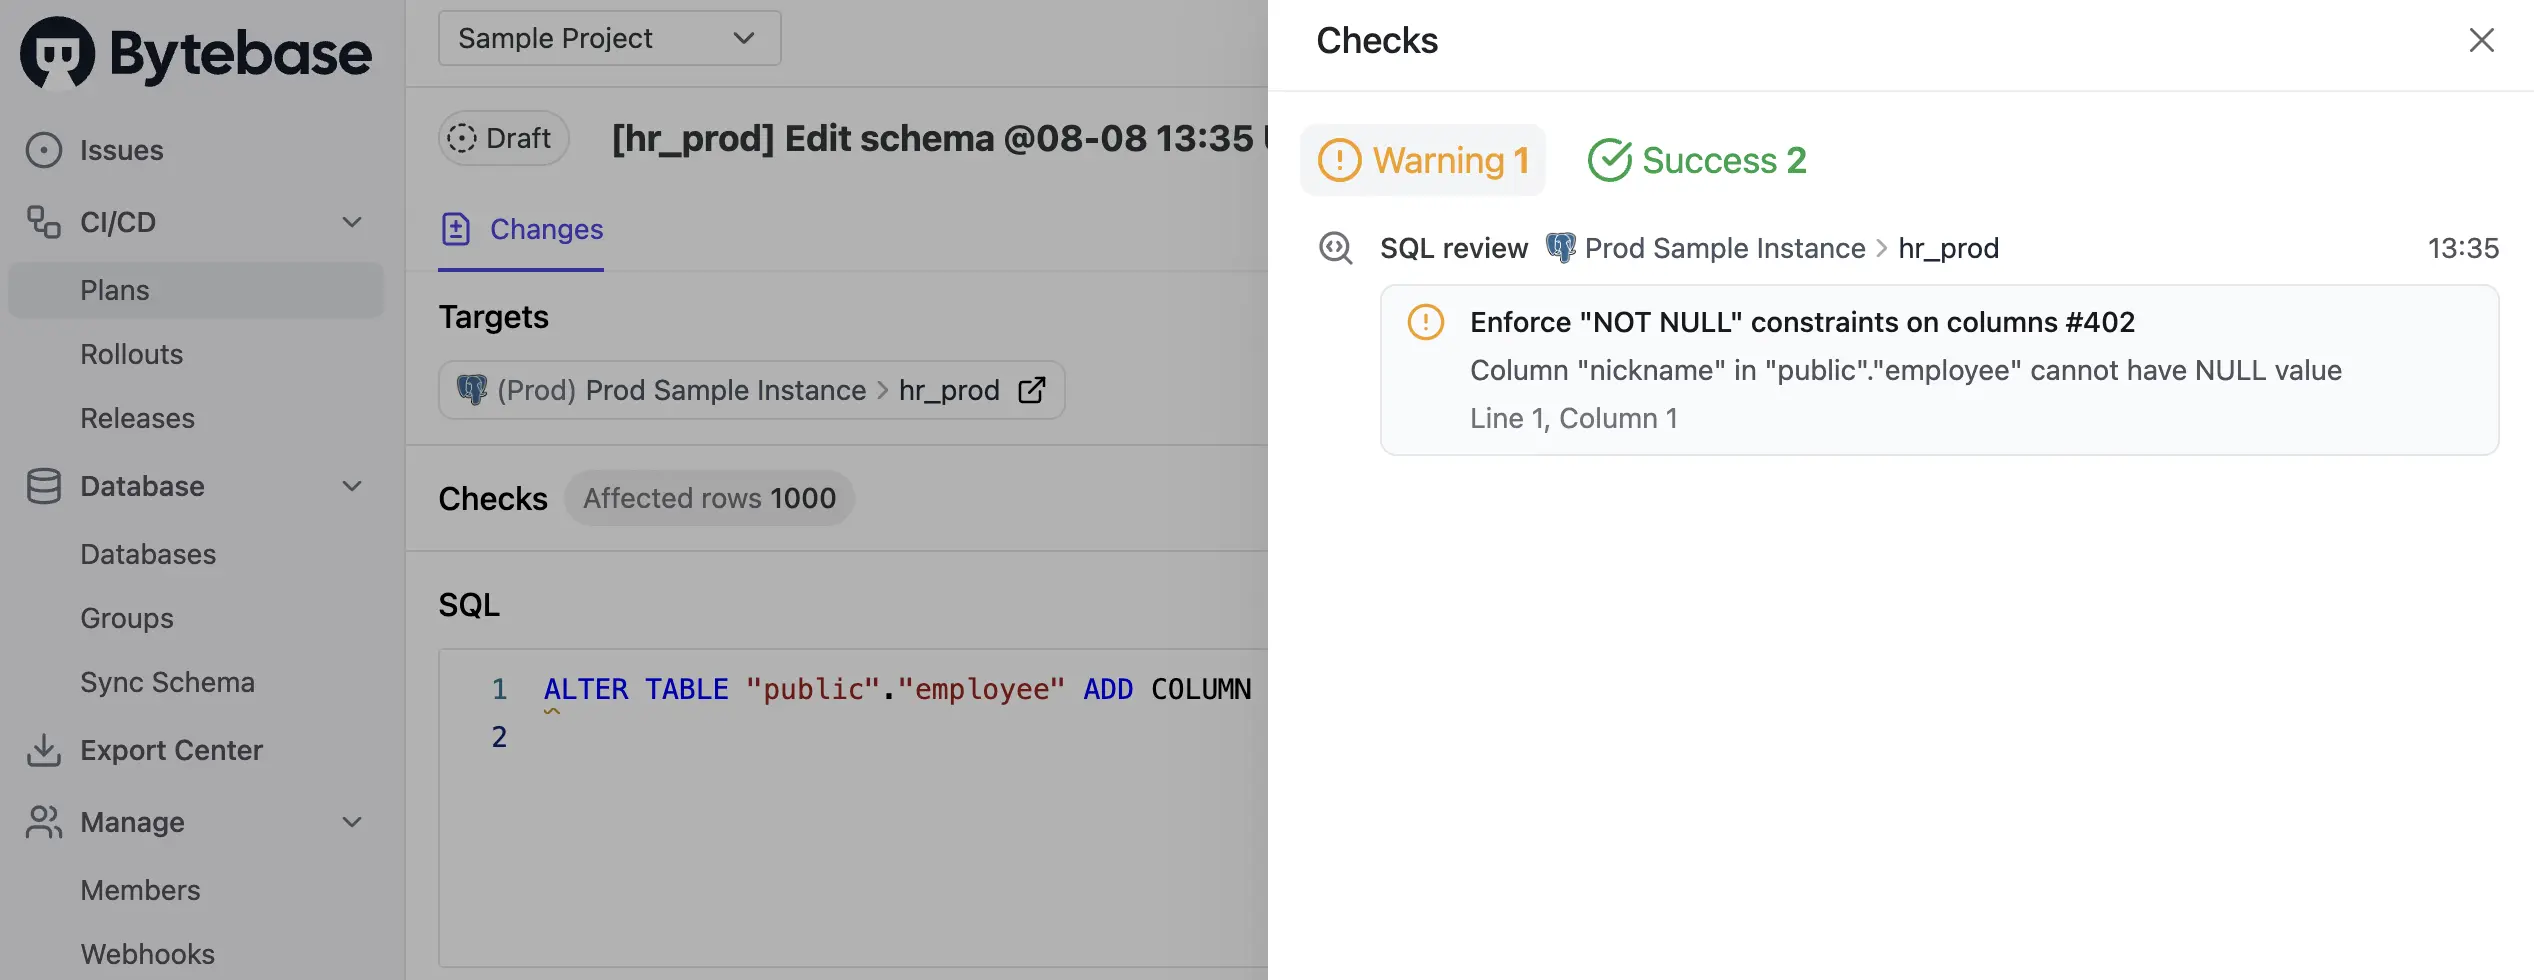 Bytebase
Issues
CI/CD
Plans
Rollouts
Releases
Database
Databases
Groups
Sync Schema
Export Center
Manage
Members
Webhooks
Sample Project
Draft
[hr_prod] Edit schema @08-08 13:35
Changes
Targets
(Prod) Prod Sample Instance > hr_prod
Checks
Affected rows 1000
SQL
1 ALTER TABLE "public"."employee" ADD COLUMN
2
Checks
Warning 1
Success 2
SQL review Prod Sample Instance > hr_prod 13:35
Enforce "NOT NULL" constraints on columns #402
Column "nickname" in "public"."employee" cannot have NULL value
Line 1, Column 1